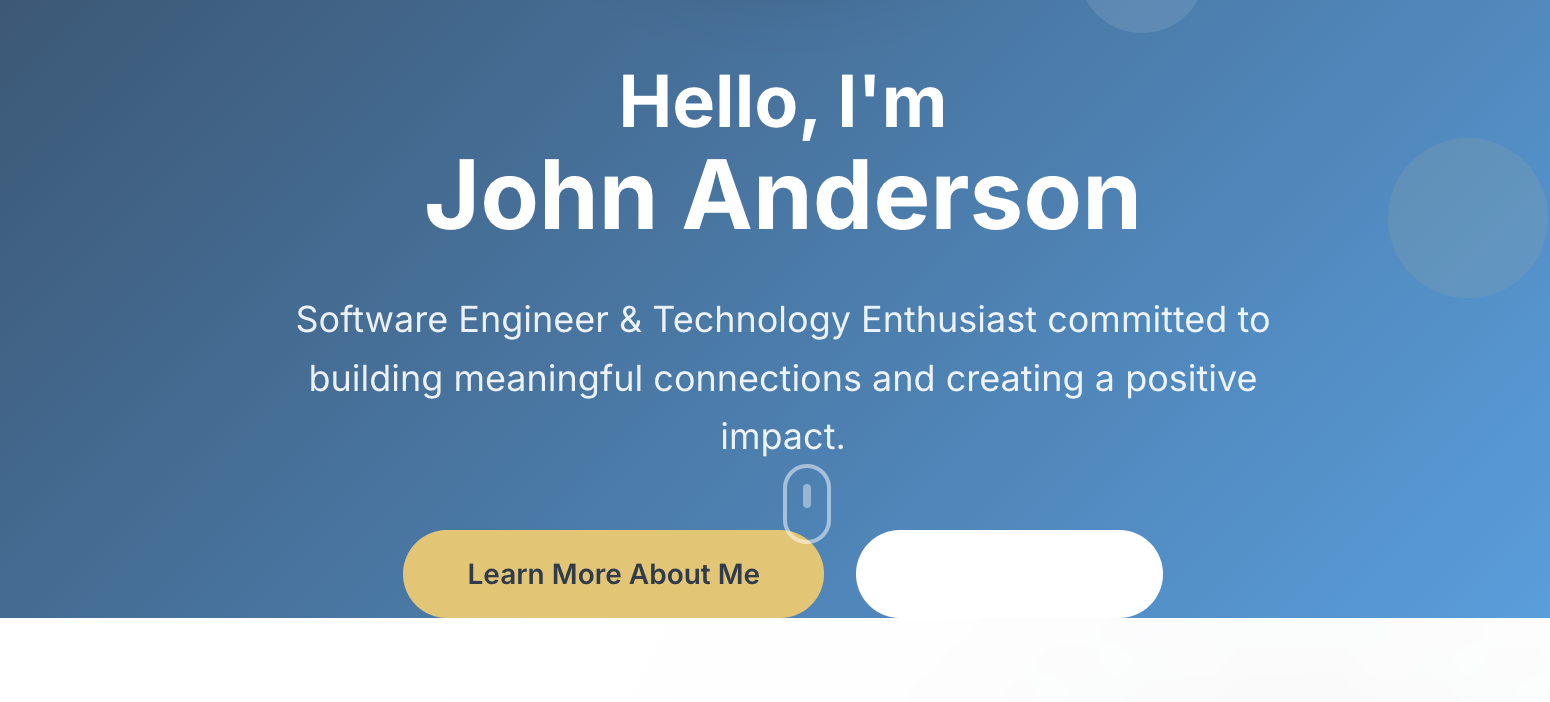 Hello, I'm
John Anderson
Software Engineer & Technology Enthusiast committed to
building meaningful connections and creating a positive
impact.
Learn More About Me